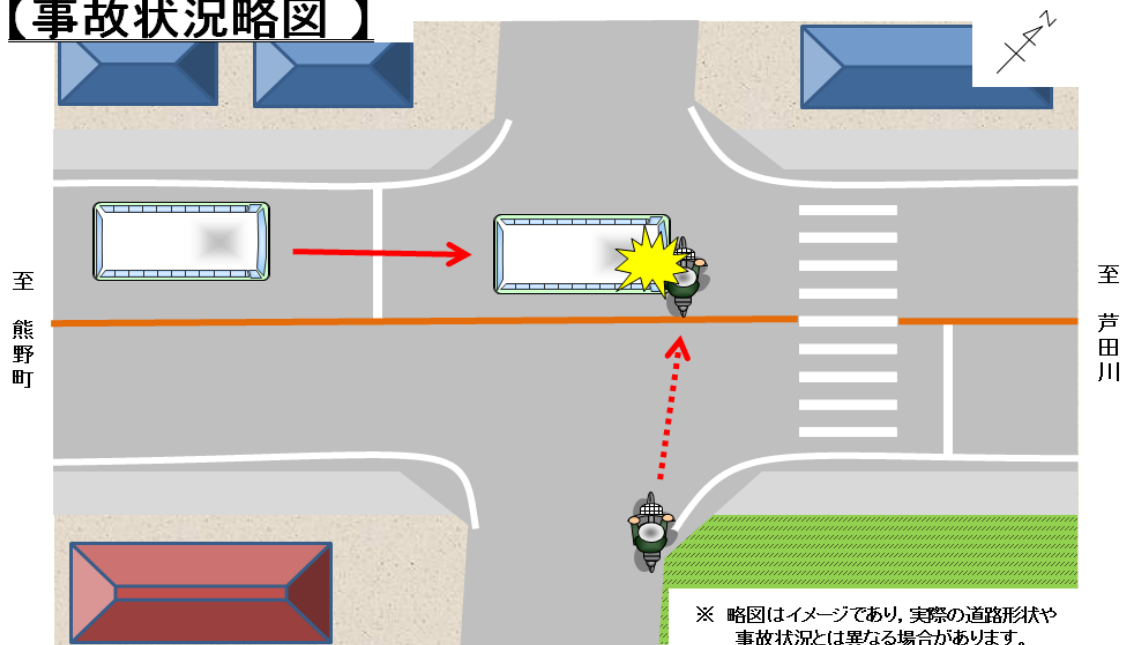 【事故状況略図 】
N
至 熊野町
至 芦田川
※ 略図はイメージであり,実際の道路形状や
事故状況とは異なる場合があります。